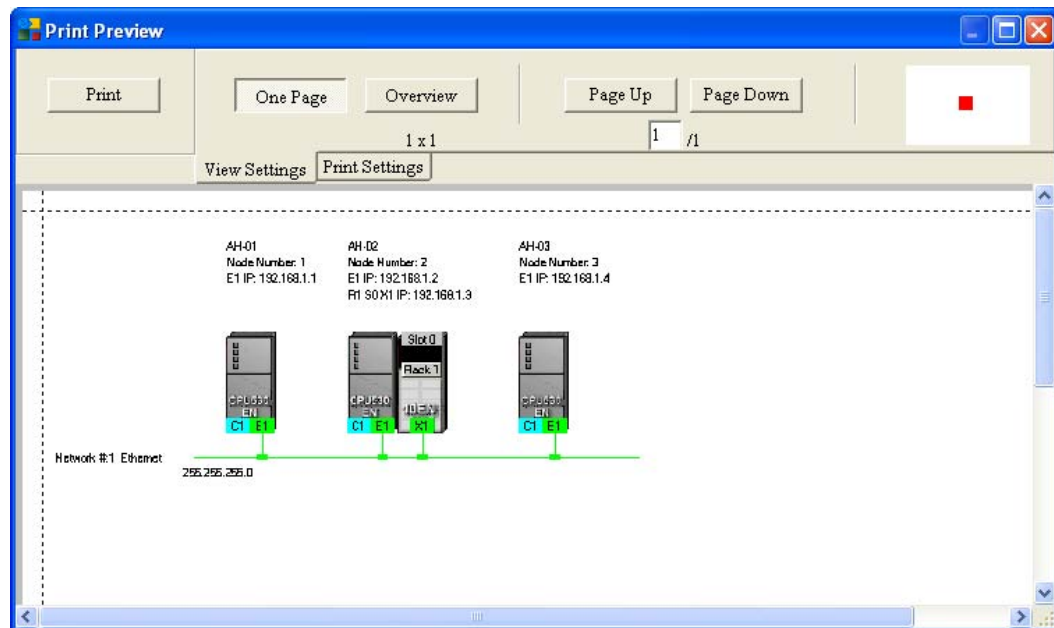 Print Preview
Print
One Page
Overview
Page Up
Page Down
1 x 1
1 /1
View Settings
Print Settings
AH-01
Node Number: 1
E1 IP: 192.168.1.1
AH-02
Node Number: 2
E1 IP: 192.168.1.2
R1 S0 X1 IP: 192.168.1.3
AH-03
Node Number: 3
E1 IP: 192.168.1.4
Slot 0
Rack 1
CPU530
EN
C1 E1
CPU530
EN
C1 E1
10EN
X1
CPU530
EN
C1 E1
Network #:1 Ethernet
255.255.255.0